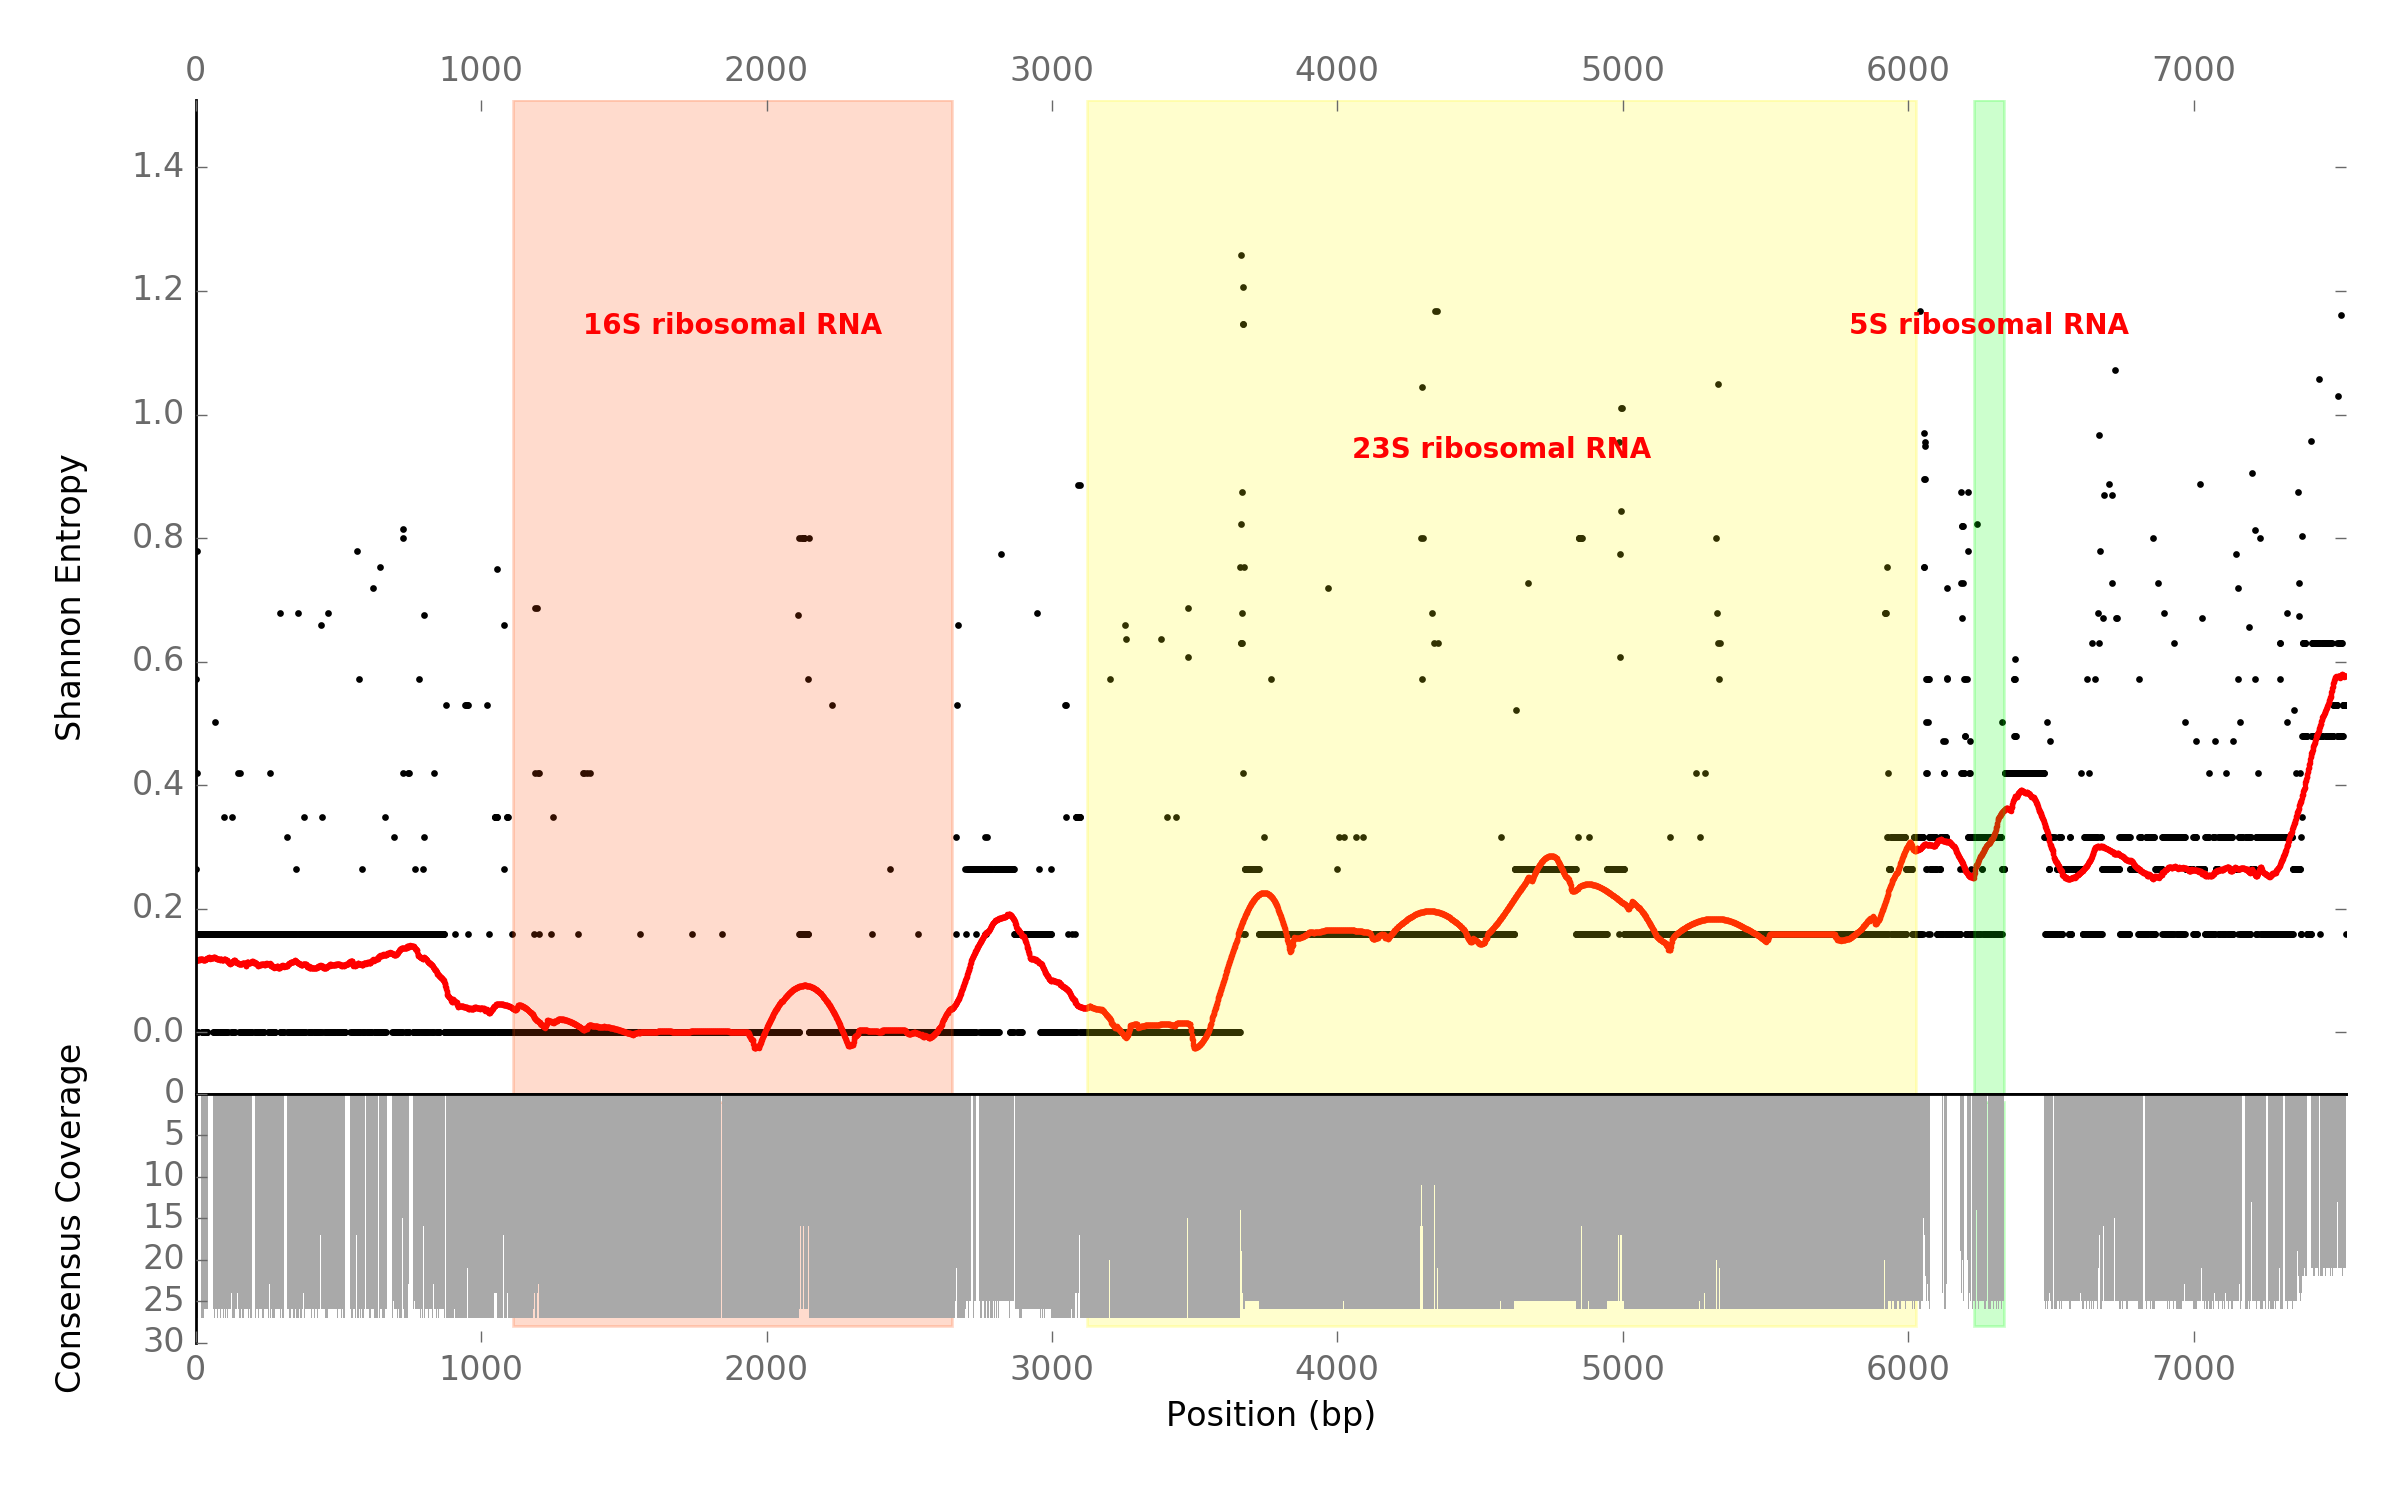 0 1000 2000 3000 4000 5000 6000 7000
1.4
1.2
16S ribosomal RNA
5S ribosomal RNA
1.0
23S ribosomal RNA
0.8
0.6
0.4
0.2
0.0
Shannon Entropy
0
5
10
15
20
25
30
Consensus Coverage
0 1000 2000 3000 4000 5000 6000 7000
Position (bp)